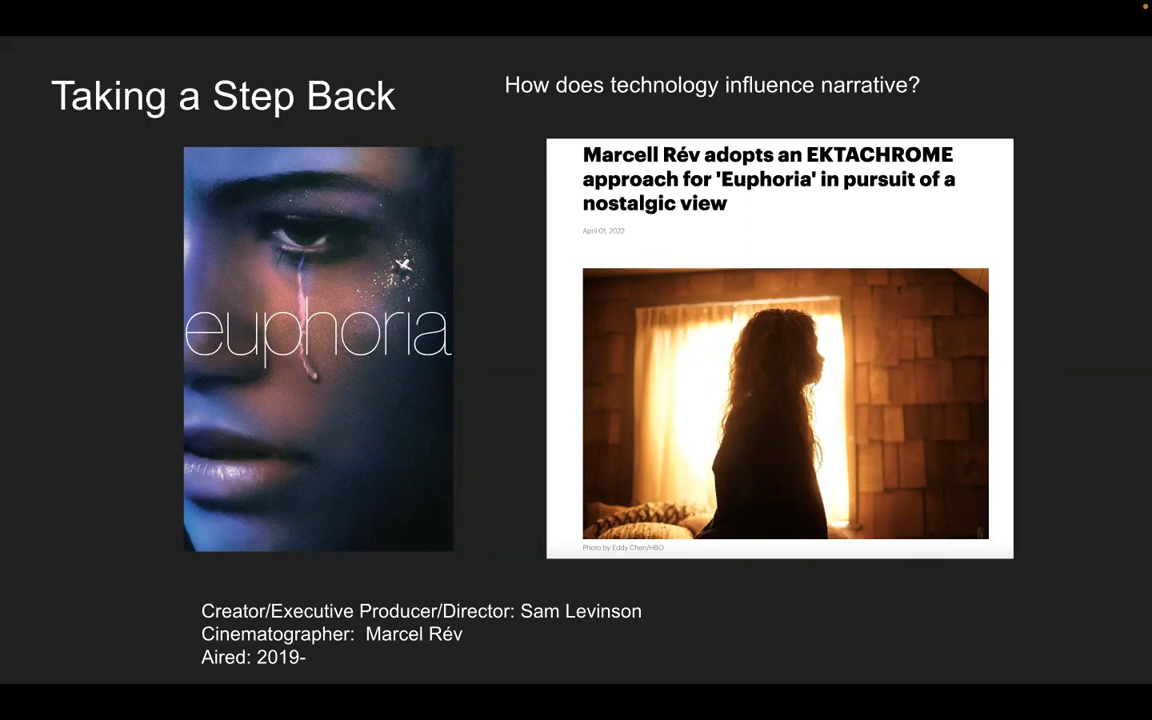 Taking a Step Back
How does technology influence narrative?
euphoria
Marcell Rév adopts an EKTACHROME
approach for 'Euphoria' in pursuit of a
nostalgic view
April 01, 2022
Photo by Eddy Chen/HBO
Creator/Executive Producer/Director: Sam Levinson
Cinematographer:  Marcel Rév
Aired: 2019-